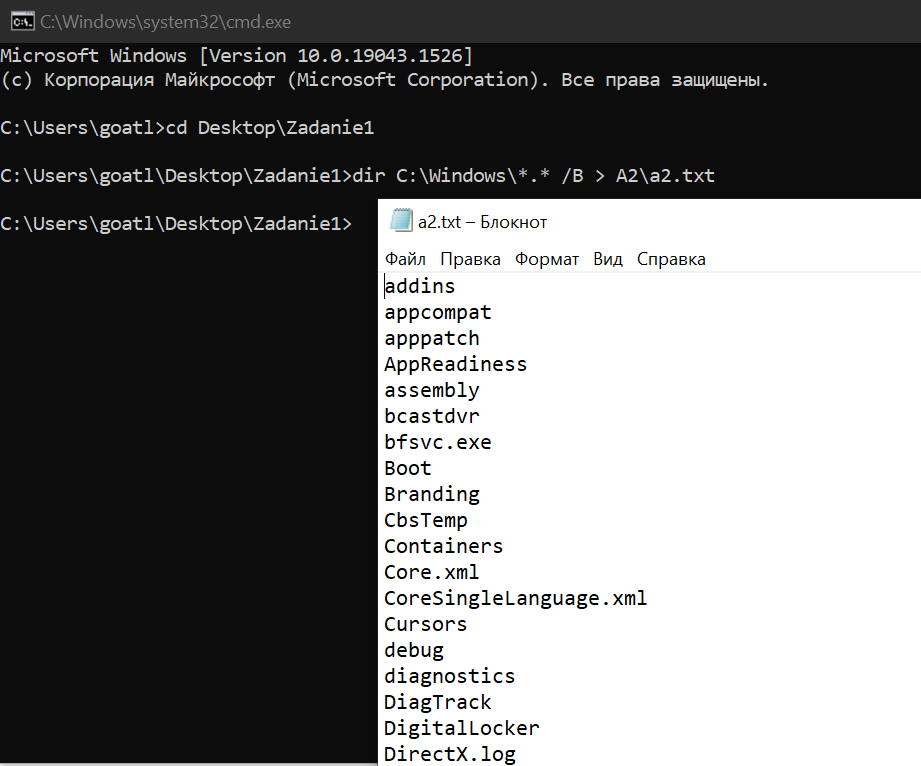 C:\Windows\system32\cmd.exe
Microsoft Windows [Version 10.0.19043.1526]
(c) Корпорация Майкрософт (Microsoft Corporation). Все права защищены.
C:\Users\goatl>cd Desktop\Zadanie1
C:\Users\goatl\Desktop\Zadanie1>dir C:\Windows\*.* /B > A2\a2.txt
C:\Users\goatl\Desktop\Zadanie1>
a2.txt – Блокнот
Файл Правка Формат Вид Справка
addins
appcompat
apppatch
AppReadiness
assembly
bcastdvr
bfsvc.exe
Boot
Branding
CbsTemp
Containers
Core.xml
CoreSingleLanguage.xml
Cursors
debug
diagnostics
DiagTrack
DigitalLocker
DirectX.log